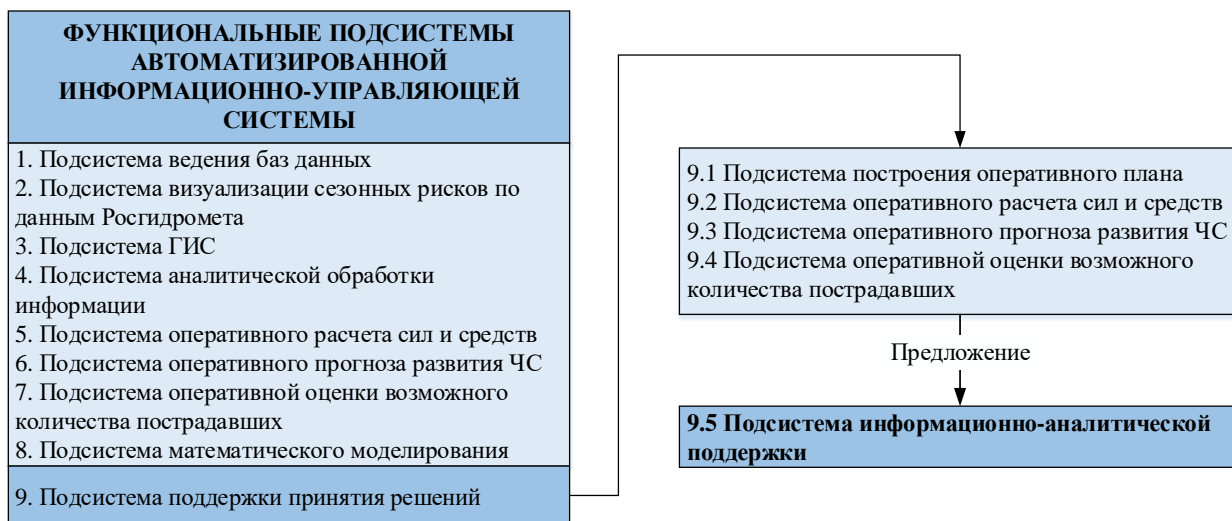 ФУНКЦИОНАЛЬНЫЕ ПОДСИСТЕМЫ
АВТОМАТИЗИРОВАННОЙ
ИНФОРМАЦИОННО-УПРАВЛЯЮЩЕЙ
СИСТЕМЫ
1. Подсистема ведения баз данных
2. Подсистема визуализации сезонных рисков по
данным Росгидромета
3. Подсистема ГИС
4. Подсистема аналитической обработки
информации
5. Подсистема оперативного расчета сил и средств
6. Подсистема оперативного прогноза развития ЧС
7. Подсистема оперативной оценки возможного
количества пострадавших
8. Подсистема математического моделирования
9. Подсистема поддержки принятия решений
9.1 Подсистема построения оперативного плана
9.2 Подсистема оперативного расчета сил и средств
9.3 Подсистема оперативного прогноза развития ЧС
9.4 Подсистема оперативной оценки возможного
количества пострадавших
Предложение
9.5 Подсистема информационно-аналитической
поддержки